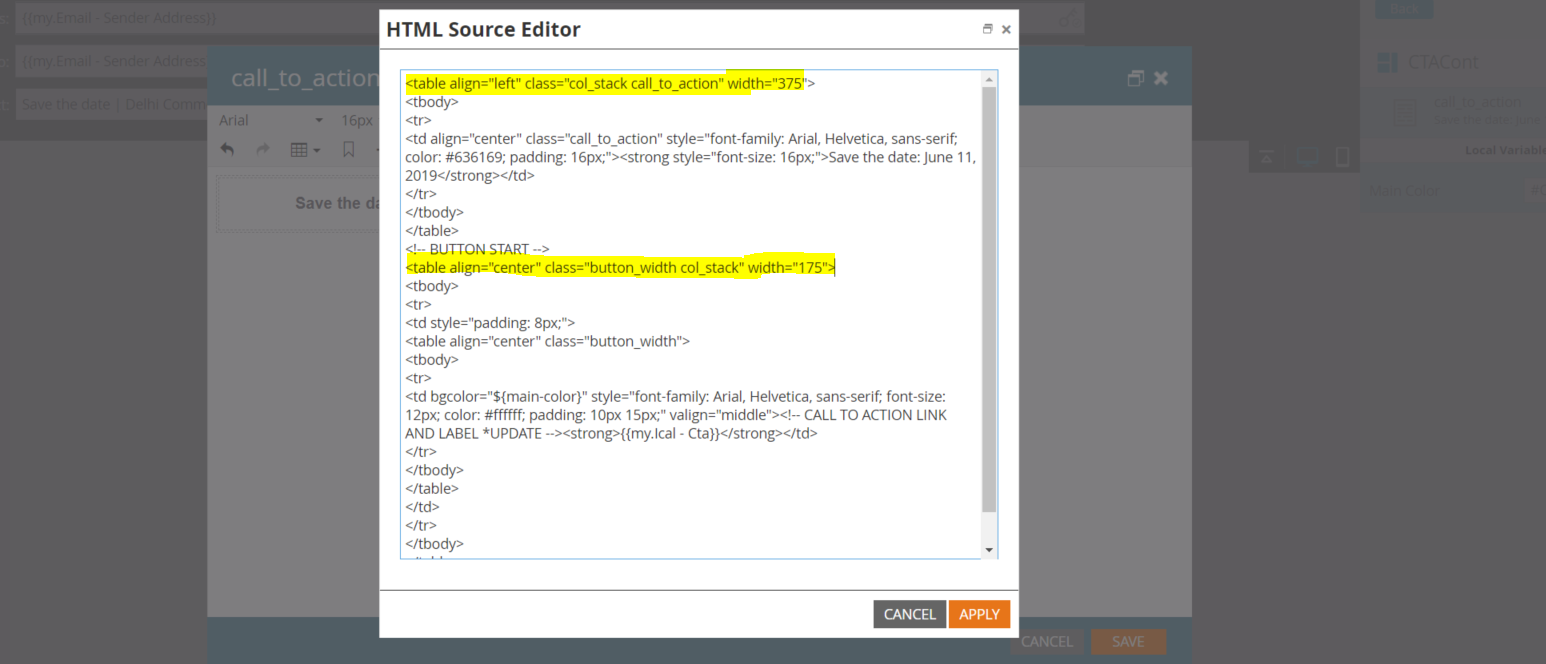 {{my.Email - Sender Address}}
{{my.Email - Sender Address
Save the date | Delhi Comm
call_to_action
Arial
16px
Save the da
HTML Source Editor
<table align="left" class="col_stack call_to_action" width="375">
<tbody>
<tr>
<td align="center" class="call_to_action" style="font-family: Arial, Helvetica, sans-serif;
color: #636169; padding: 16px;"><strong style="font-size: 16px;">Save the date: June 11,
2019</strong></td>
</tr>
</tbody>
</table>
<!-- BUTTON START -->
<table align="center" class="button_width col_stack" width="175">
<tbody>
<tr>
<td style="padding: 8px;">
<table align="center" class="button_width">
<tbody>
<tr>
<td bgcolor="${main-color}" style="font-family: Arial, Helvetica, sans-serif; font-size:
12px; color: #ffffff; padding: 10px 15px;" valign="middle"><!-- CALL TO ACTION LINK
AND LABEL *UPDATE --><strong>{{my.Ical - Cta}}</strong></td>
</tr>
</tbody>
</table>
</td>
</tr>
</tbody>
CANCEL
APPLY
CANCEL
SAVE
CTACont
call_to_action
Save the date: June
Local Variable
Main Color
#